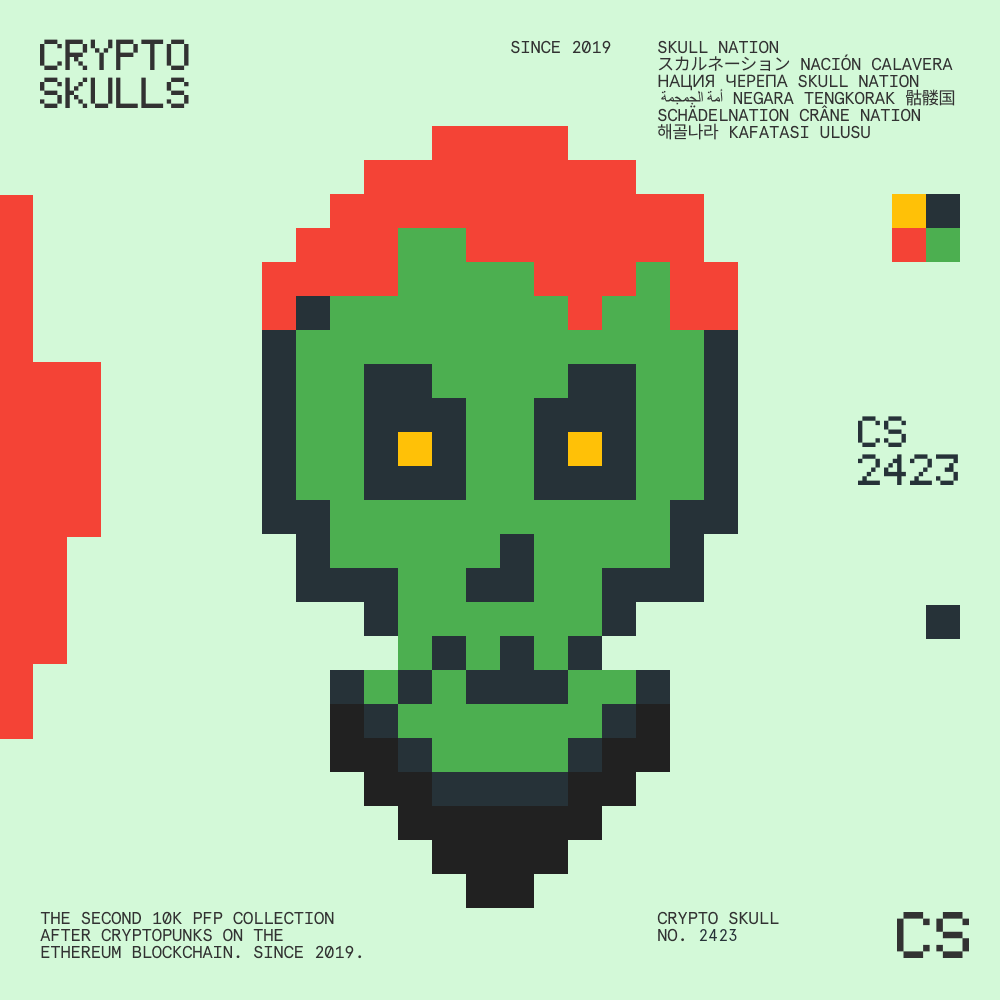 CRYPTO
SKULLS
SINCE 2019
SKULL NATION
スカルネーション NACIÓN CALAVERA
НАЦИЯ ЧЕРЕПА SKULL NATION
أمة الجمجمة NEGARA TENGKORAK 骷髅国
SCHÄDELNATION CRÂNE NATION
해골나라 KAFATASI ULUSU
CS
2423
THE SECOND 10K PFP COLLECTION
AFTER CRYPTOPUNKS ON THE
ETHEREUM BLOCKCHAIN. SINCE 2019.
CRYPTO SKULL
NO. 2423
CS